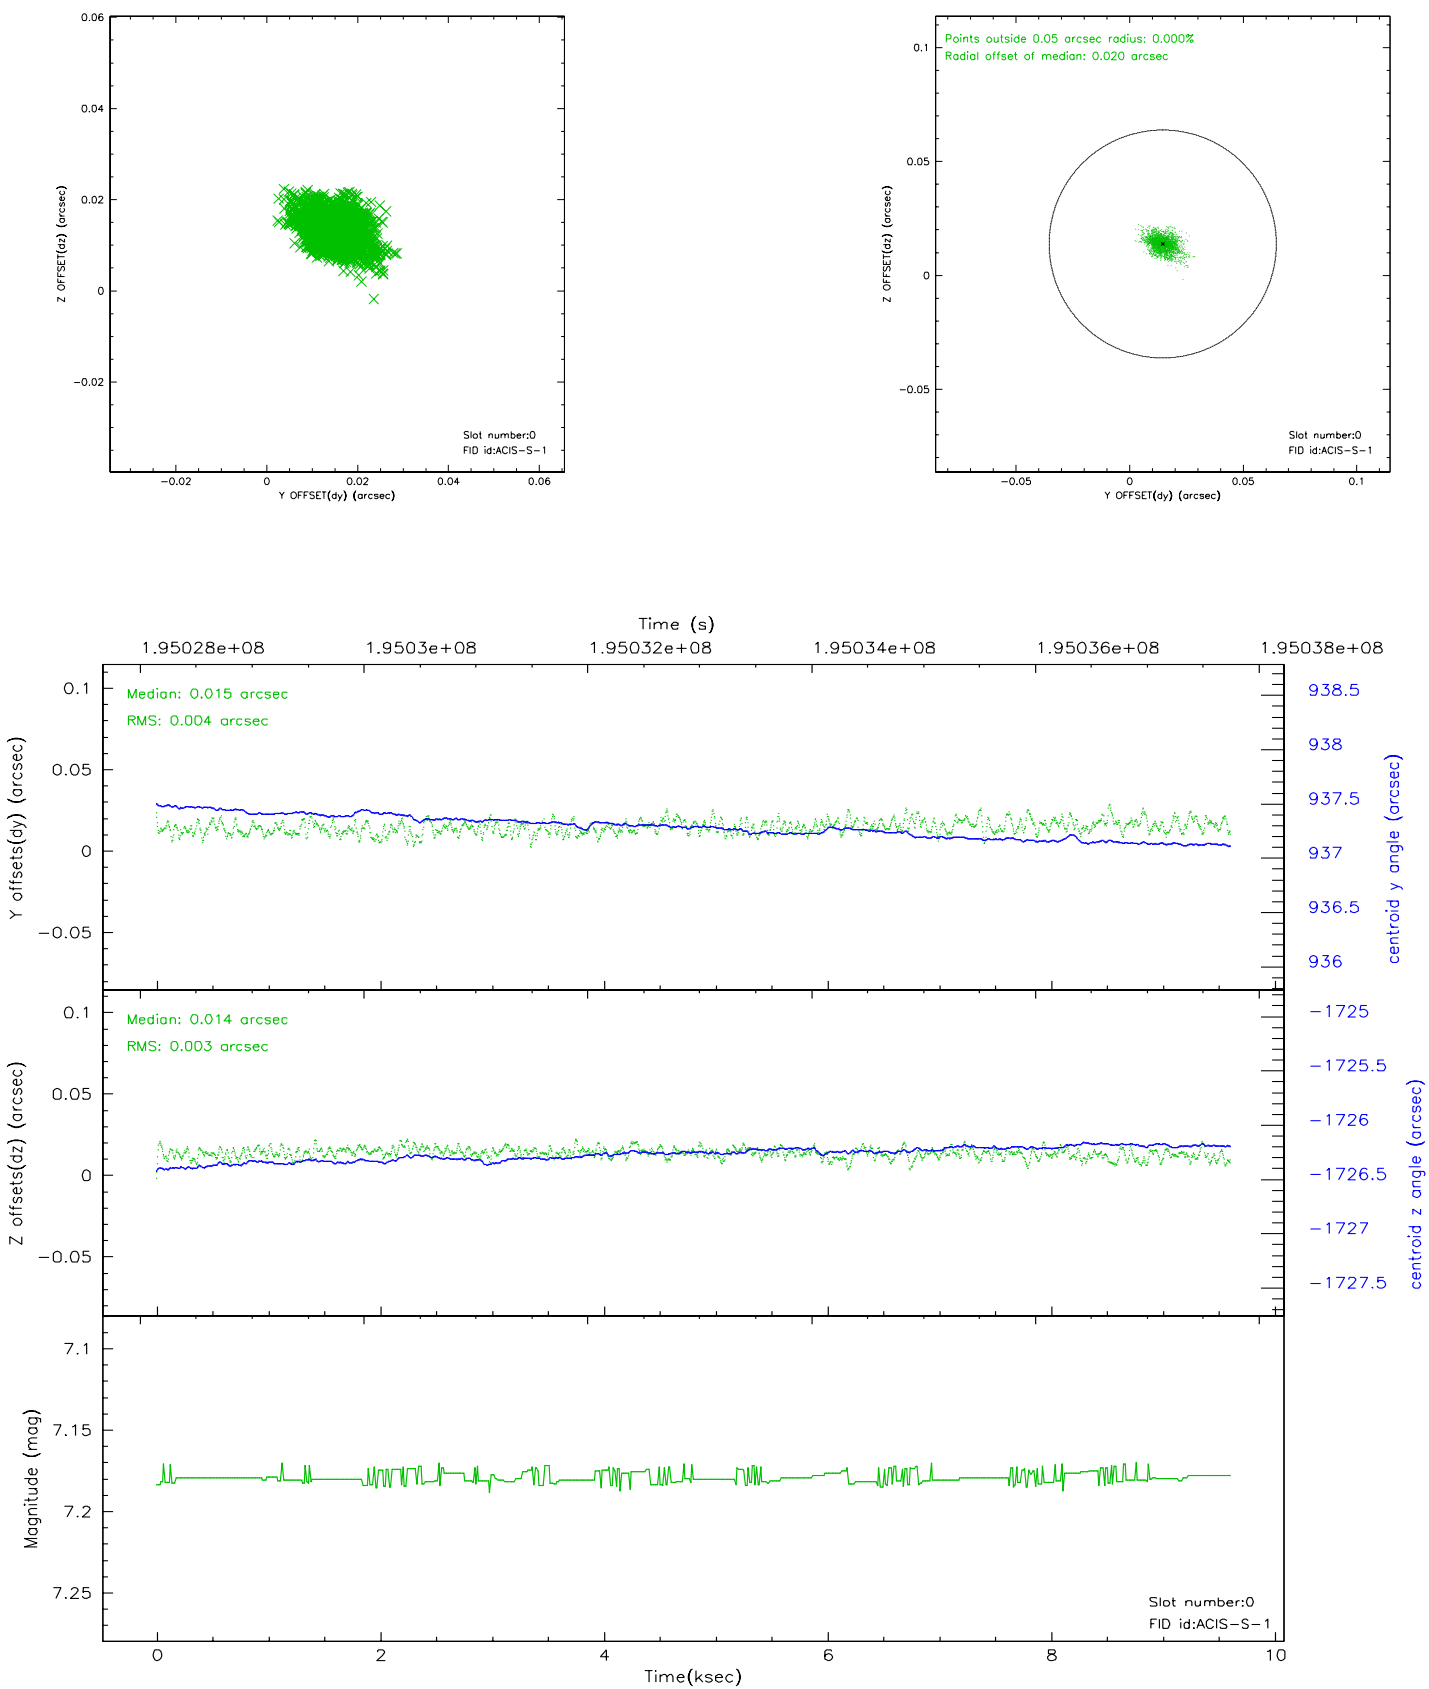 0.06
0.04
0.02
0
-0.02
Z OFFSET(dz) (arcsec)
-0.02 0 0.02 0.04 0.06
Y OFFSET(dy) (arcsec)
Slot number:0
FID id:ACIS-S-1
Points outside 0.05 arcsec radius: 0.000%
Radial offset of median: 0.020 arcsec
0.1
0.05
0
-0.05
Z OFFSET(dz) (arcsec)
-0.05 0 0.05 0.1
Y OFFSET(dy) (arcsec)
Slot number:0
FID id:ACIS-S-1
Time (s)
1.95028e+08 1.9503e+08 1.95032e+08 1.95034e+08 1.95036e+08 1.95038e+08
Median: 0.015 arcsec
RMS: 0.004 arcsec
0.1
0.05
0
-0.05
Y offsets(dy) (arcsec)
938.5
938
937.5
937
936.5
936
centroid y angle (arcsec)
Median: 0.014 arcsec
RMS: 0.003 arcsec
0.1
0.05
0
-0.05
Z offsets(dz) (arcsec)
-1725
-1725.5
-1726
-1726.5
-1727
-1727.5
centroid z angle (arcsec)
7.1
7.15
7.2
7.25
Magnitude (mag)
Slot number:0
FID id:ACIS-S-1
0 2 4 6 8 10
Time(ksec)